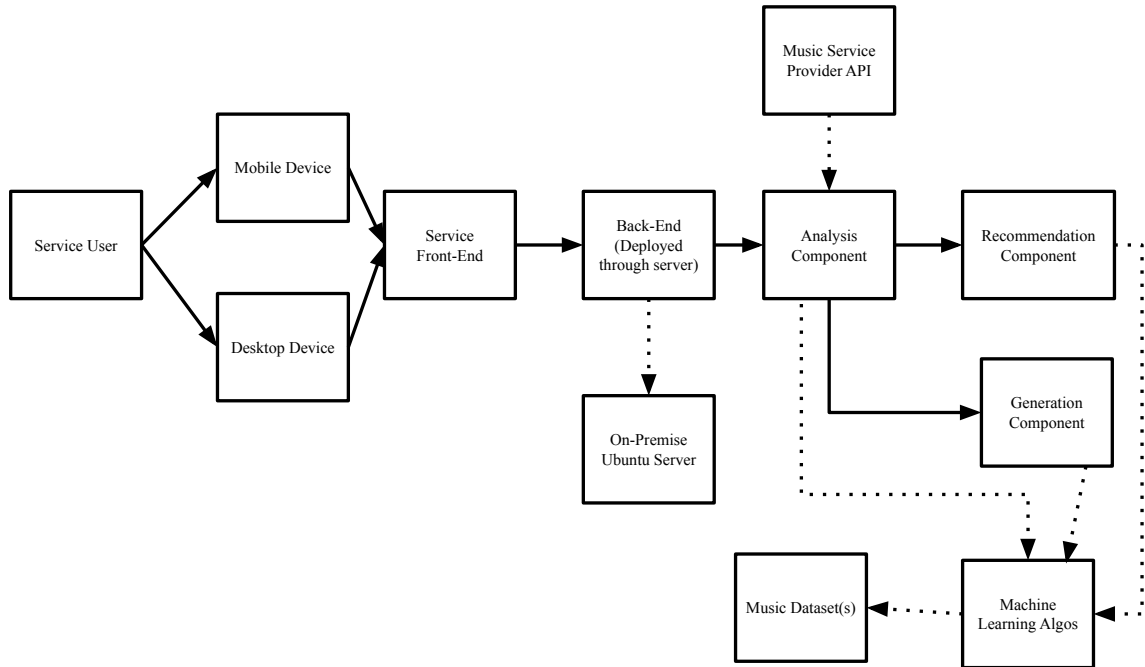 Music Service
Provider API
Mobile Device
Service User
Service
Front-End
Back-End
(Deployed
through server)
Analysis
Component
Recommendation
Component
Desktop Device
Generation
Component
On-Premise
Ubuntu Server
Music Dataset(s)
Machine
Learning Algos